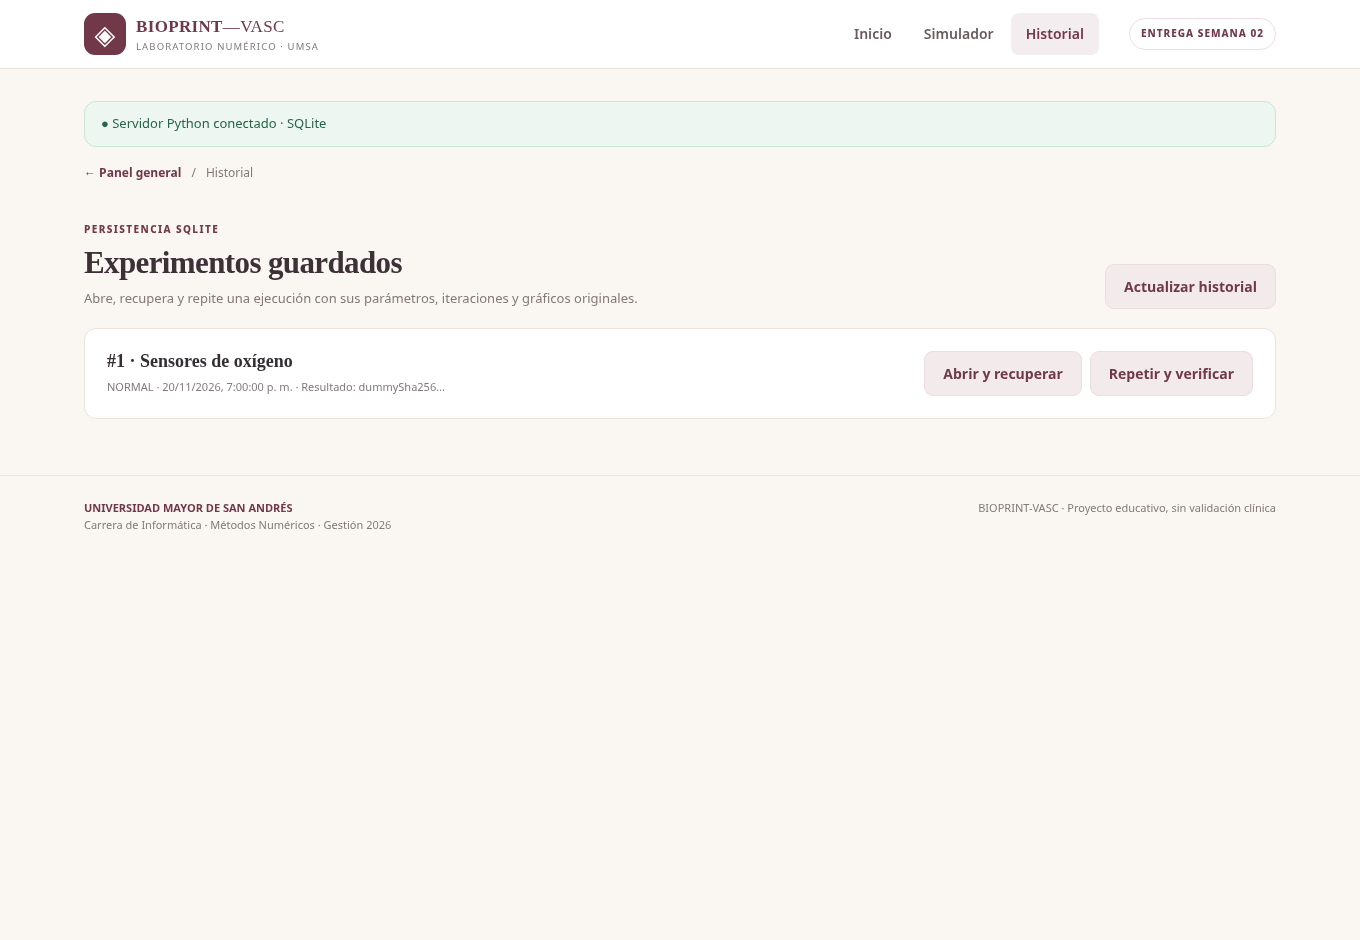 BIOPRINT—VASC
LABORATORIO NUMÉRICO · UMSA
Inicio
Simulador
Historial
ENTREGA SEMANA 02
● Servidor Python conectado · SQLite
← Panel general / Historial
PERSISTENCIA SQLITE
Experimentos guardados
Abre, recupera y repite una ejecución con sus parámetros, iteraciones y gráficos originales.
Actualizar historial
#1 · Sensores de oxígeno
NORMAL · 20/11/2026, 7:00:00 p. m. · Resultado: dummySha256…
Abrir y recuperar
Repetir y verificar
UNIVERSIDAD MAYOR DE SAN ANDRÉS
Carrera de Informática · Métodos Numéricos · Gestión 2026
BIOPRINT-VASC · Proyecto educativo, sin validación clínica